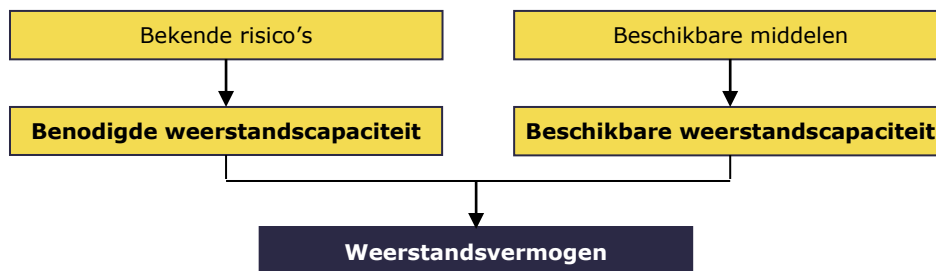 Bekende risico’s
Beschikbare middelen
Benodigde weerstandscapaciteit
Beschikbare weerstandscapaciteit
Weerstandsvermogen